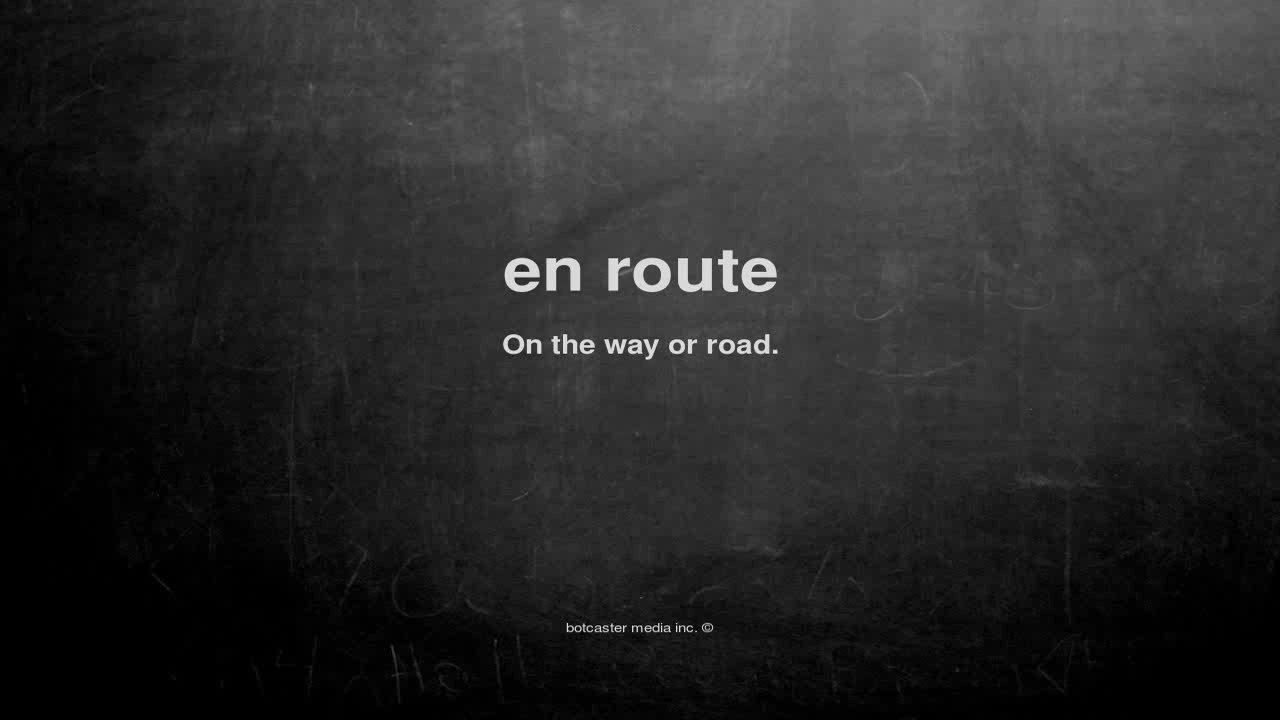 en route
On the way or road.
botcaster media inc. ©